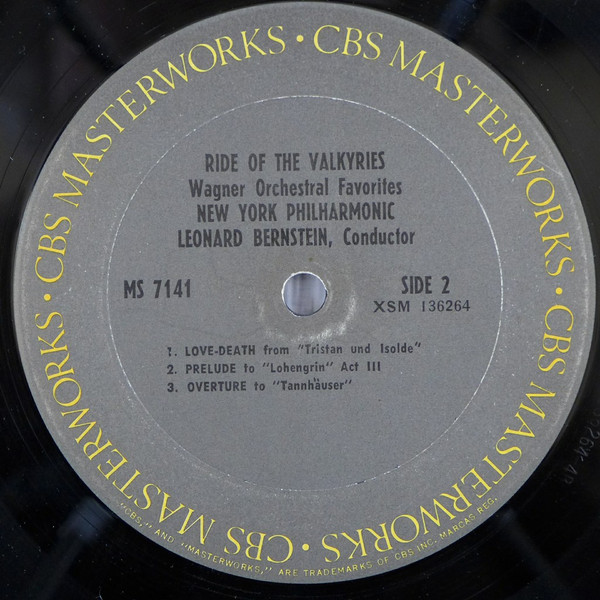 CBS MASTERWORKS • CBS MASTERWORKS • CBS MASTERWORKS • CBS MASTERWORKS •
RIDE OF THE VALKYRIES
Wagner Orchestral Favorites
NEW YORK PHILHARMONIC
LEONARD BERNSTEIN, Conductor
MS 7141
SIDE 2
XSM 136264
1. LOVE-DEATH from "Tristan und Isolde"
2. PRELUDE to "Lohengrin" Act III
3. OVERTURE to "Tannhäuser"
"CBS," AND "MASTERWORKS," ARE TRADEMARKS OF CBS INC. MARCAS REG.